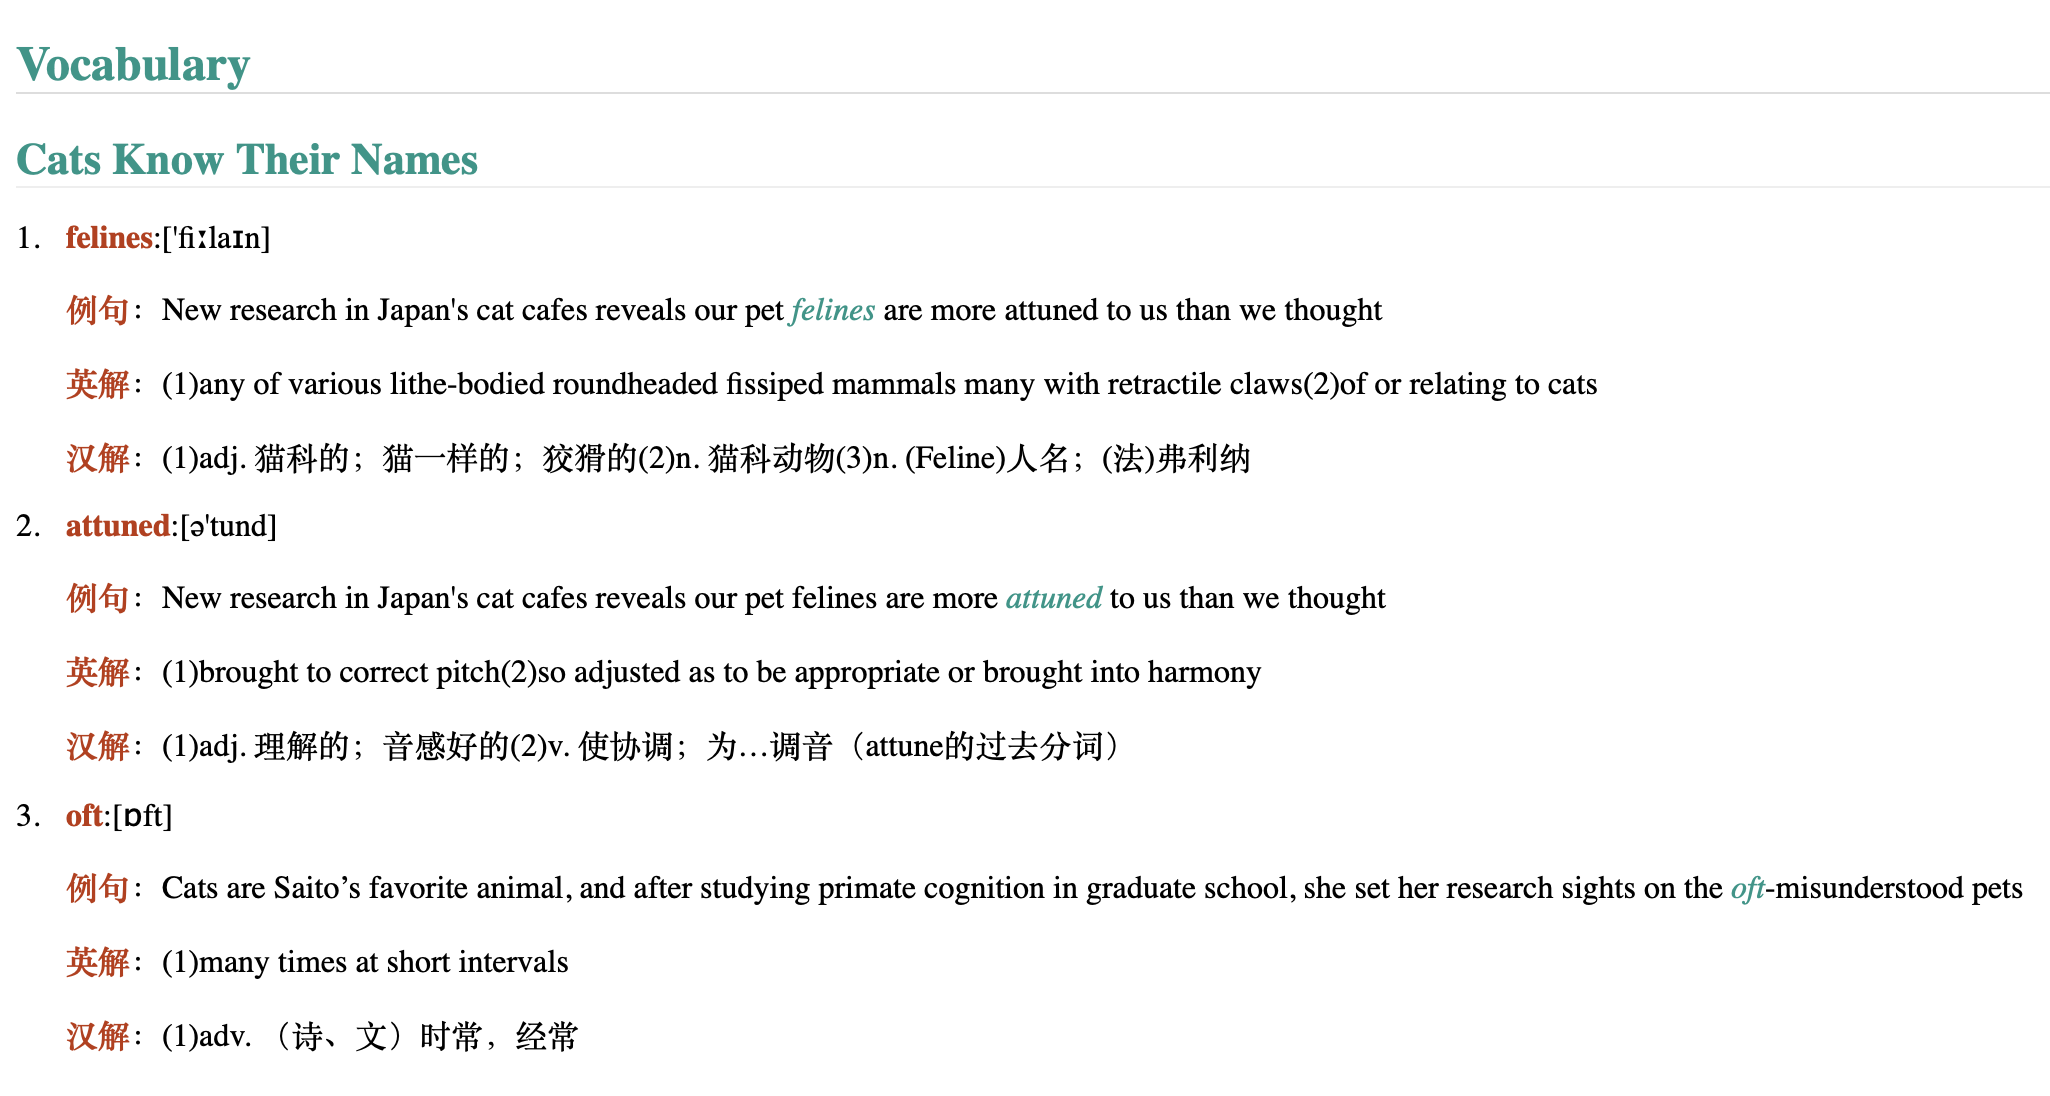 Vocabulary
Cats Know Their Names
1. felines:['fiːlaɪn]
例句：New research in Japan's cat cafes reveals our pet felines are more attuned to us than we thought
英解：(1)any of various lithe-bodied roundheaded fissiped mammals many with retractile claws(2)of or relating to cats
汉解：(1)adj. 猫科的；猫一样的；狡猾的(2)n. 猫科动物(3)n. (Feline)人名；(法)弗利纳
2. attuned:[ə'tund]
例句：New research in Japan's cat cafes reveals our pet felines are more attuned to us than we thought
英解：(1)brought to correct pitch(2)so adjusted as to be appropriate or brought into harmony
汉解：(1)adj. 理解的；音感好的(2)v. 使协调；为…调音（attune的过去分词）
3. oft:[ɒft]
例句：Cats are Saito’s favorite animal, and after studying primate cognition in graduate school, she set her research sights on the oft-misunderstood pets
英解：(1)many times at short intervals
汉解：(1)adv. （诗、文）时常，经常